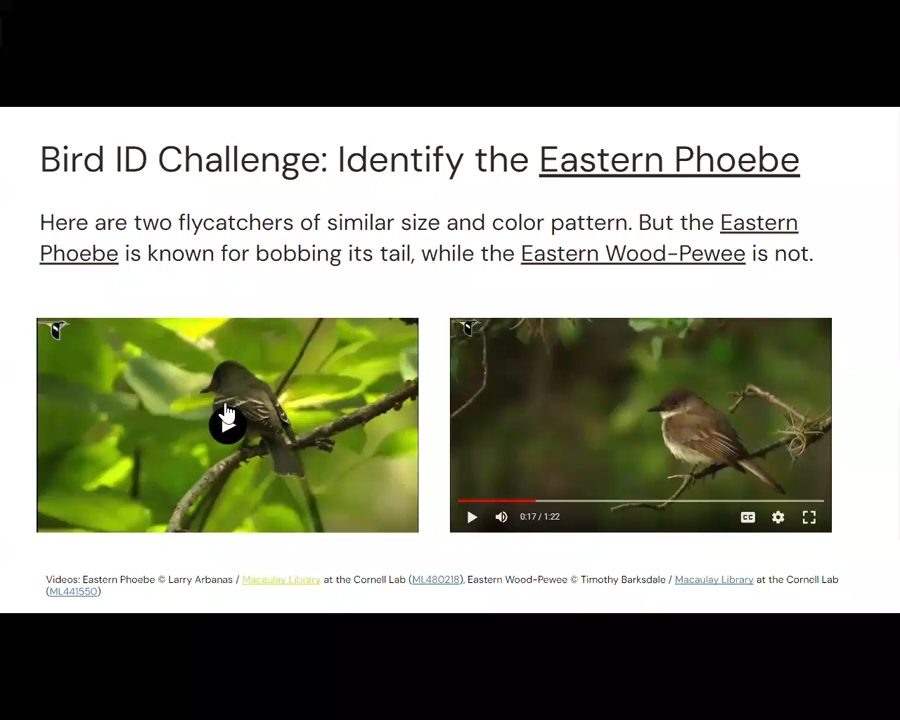 Bird ID Challenge: Identify the Eastern Phoebe
Here are two flycatchers of similar size and color pattern. But the Eastern
Phoebe is known for bobbing its tail, while the Eastern Wood-Pewee is not.
0:17 / 1:22
CC
Videos: Eastern Phoebe © Larry Arbanas / Macaulay Library at the Cornell Lab (ML480218), Eastern Wood-Pewee © Timothy Barksdale / Macaulay Library at the Cornell Lab
(ML441550)